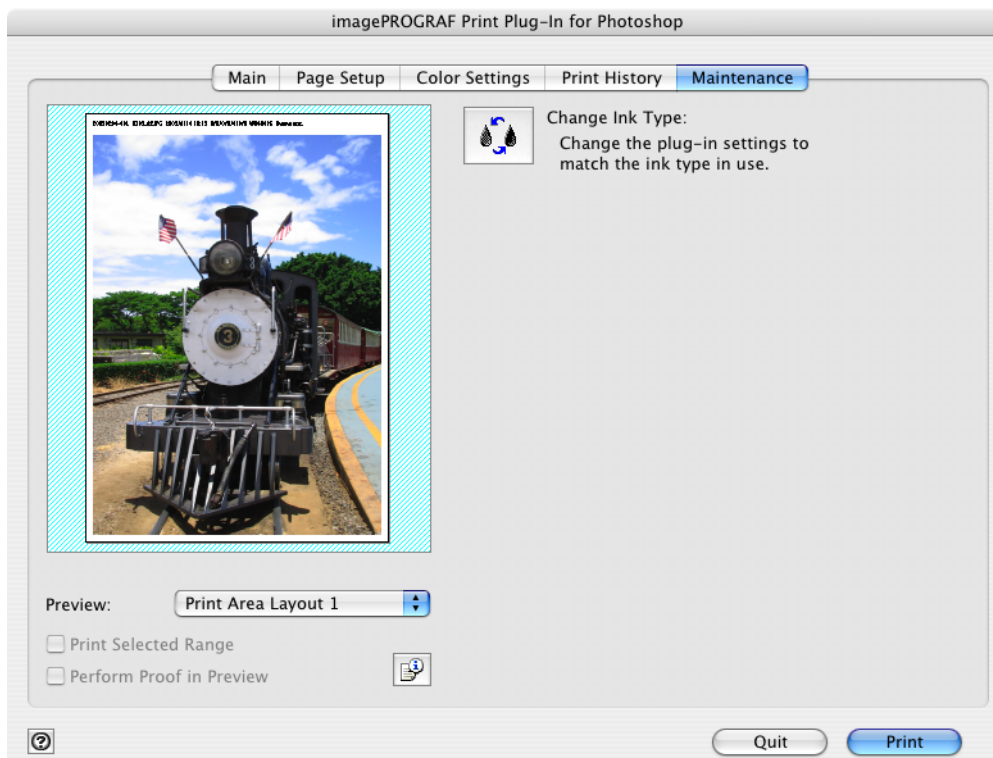 imagePROGRAF Print Plug-In for Photoshop
Main Page Setup Color Settings Print History Maintenance
Change Ink Type:
Change the plug-in settings to
match the ink type in use.
3
Preview: Print Area Layout 1
Print Selected Range
Perform Proof in Preview
Quit Print